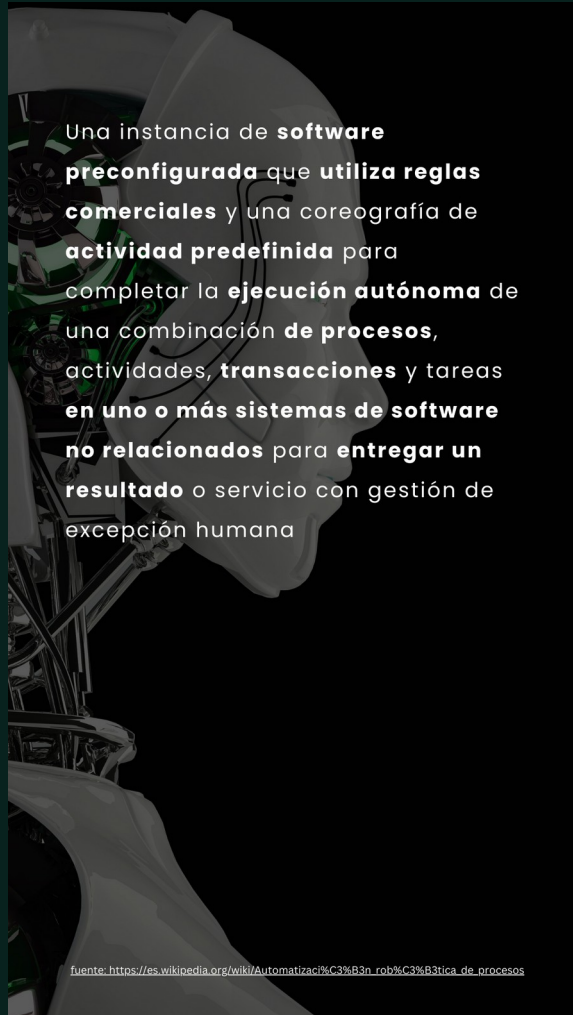 Una instancia de software
preconfigurada que utiliza reglas
comerciales y una coreografía de
actividad predefinida para
completar la ejecución autónoma de
una combinación de procesos,
actividades, transacciones y tareas
en uno o más sistemas de software
no relacionados para entregar un
resultado o servicio con gestión de
excepción humana
fuente: https://es.wikipedia.org/wiki/Automatizaci%C3%B3n_rob%C3%B3tica_de_procesos